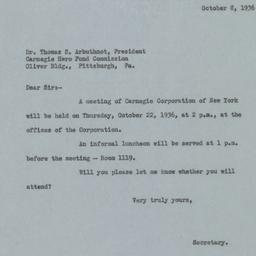 October 8, 1936
Dr. Thomas S. Arbuthnot, President
Carnegie Hero Fond Commission
Oliver Bldg., Pittsburgh, Pa.
Dear Sir:-
A meeting of Carnegie Corporation of New York
will be held on Thursday, October 22, 1936, at 2 p.m., at the
offices of the Corporation.
An informal luncheon will be served at 1 p.m.
before the meeting - Room 1119.
Will you please let me know whether you will
attend?
Very truly yours,
Secretary.